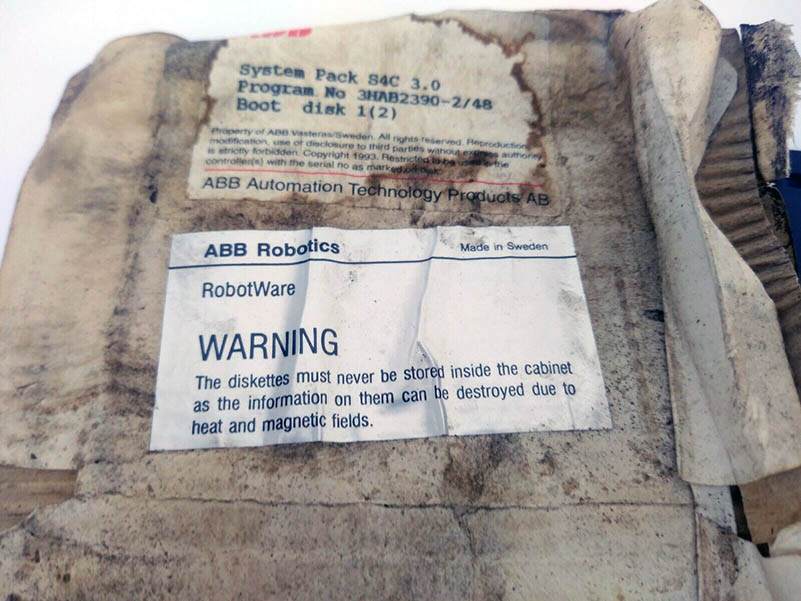 System Pack S4C 3.0
Program No 3HAB2390-2/48
Boot disk 1(2)
Property of ABB Vasteras/Sweden. All rights reserved. Reproduction,
modification, use or disclosure to third parties without express authority
is strictly forbidden. Copyright 1993. Restricted to be used in the
controller(s) with the serial no as marked on disk.
ABB Automation Technology Products AB
ABB Robotics
Made in Sweden
RobotWare
WARNING
The diskettes must never be stored inside the cabinet
as the information on them can be destroyed due to
heat and magnetic fields.